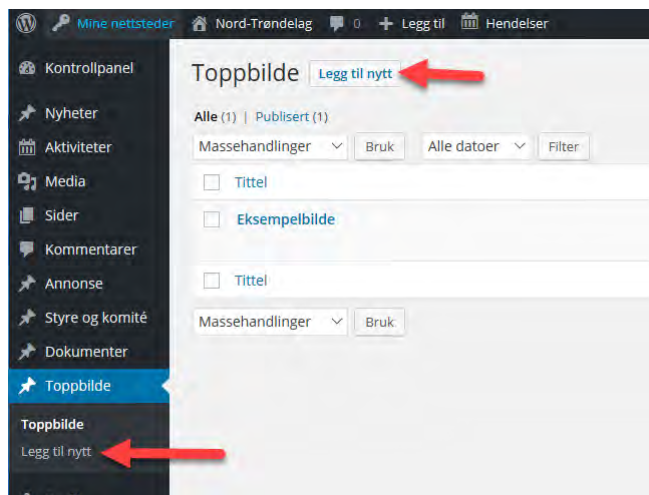 Mine nettsteder Nord-Trøndelag 0 + Legg til Hendelser
Kontrollpanel
Nyheter
Aktiviteter
Media
Sider
Kommentarer
Annonse
Styre og komité
Dokumenter
Toppbilde
Toppbilde
Legg til nytt
Toppbilde Legg til nytt
Alle (1) | Publisert (1)
Massehandlinger Bruk Alle datoer Filter
Tittel
Eksempelbilde
Tittel
Massehandlinger Bruk